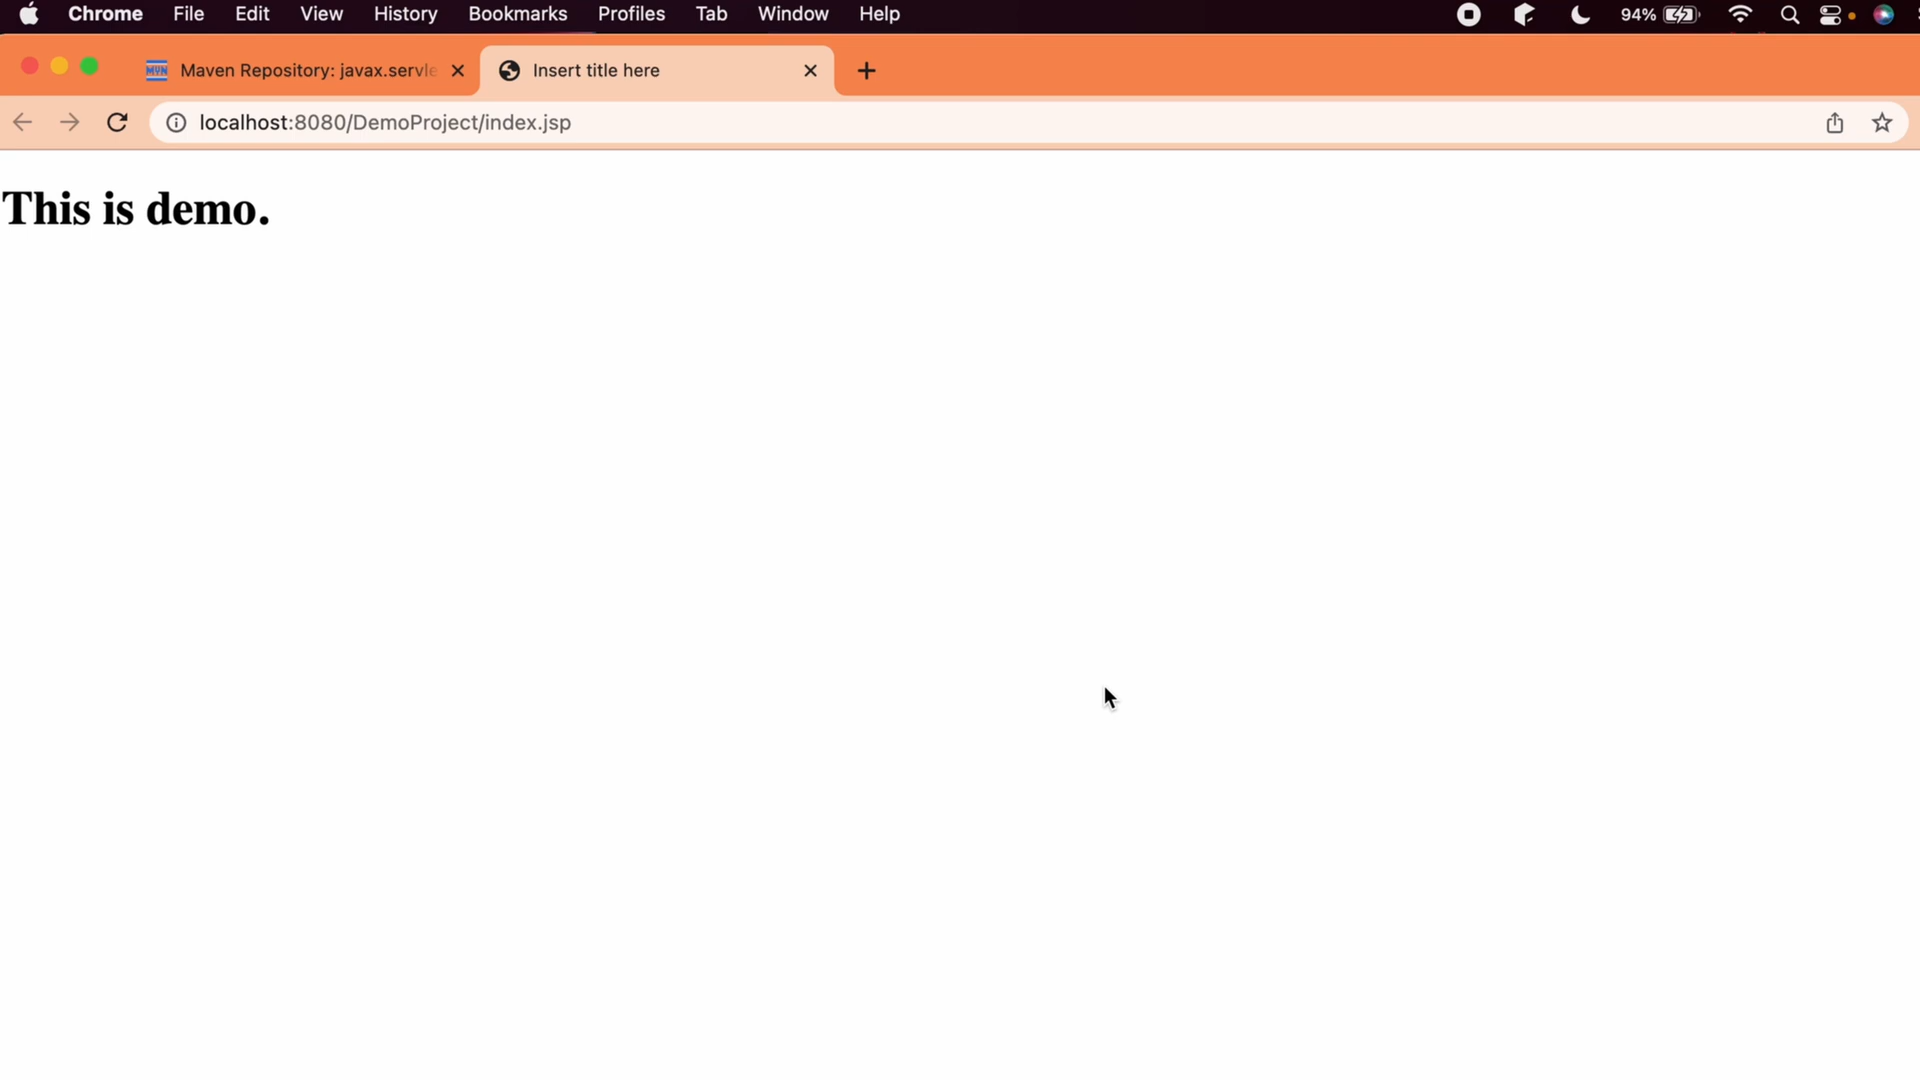 Chrome File Edit View History Bookmarks Profiles Tab Window Help 94%
MVN Maven Repository: javax.servle Insert title here
localhost:8080/DemoProject/index.jsp
This is demo.